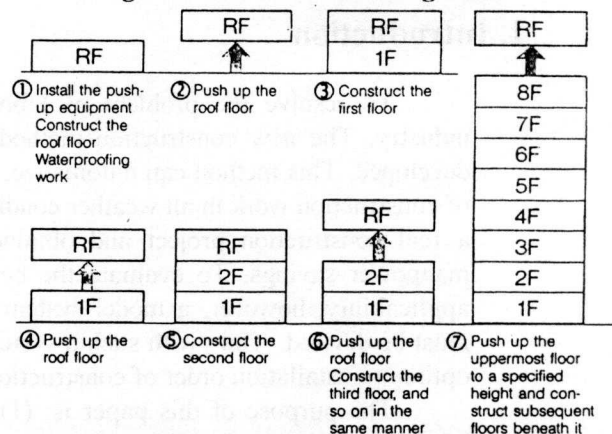 RF
① Install the push-
up equipment
Construct the
roof floor
Waterproofing
work
RF
② Push up the
roof floor
RF
1F
③ Construct the
first floor
RF
1F
④ Push up the
roof floor
RF
2F
1F
⑤ Construct the
second floor
RF
2F
1F
⑥ Push up the
roof floor
Construct the
third floor, and
so on in the
same manner
RF
8F
7F
6F
5F
4F
3F
2F
1F
⑦ Push up the
uppermost floor
to a specified
height and con-
struct subsequent
floors beneath it